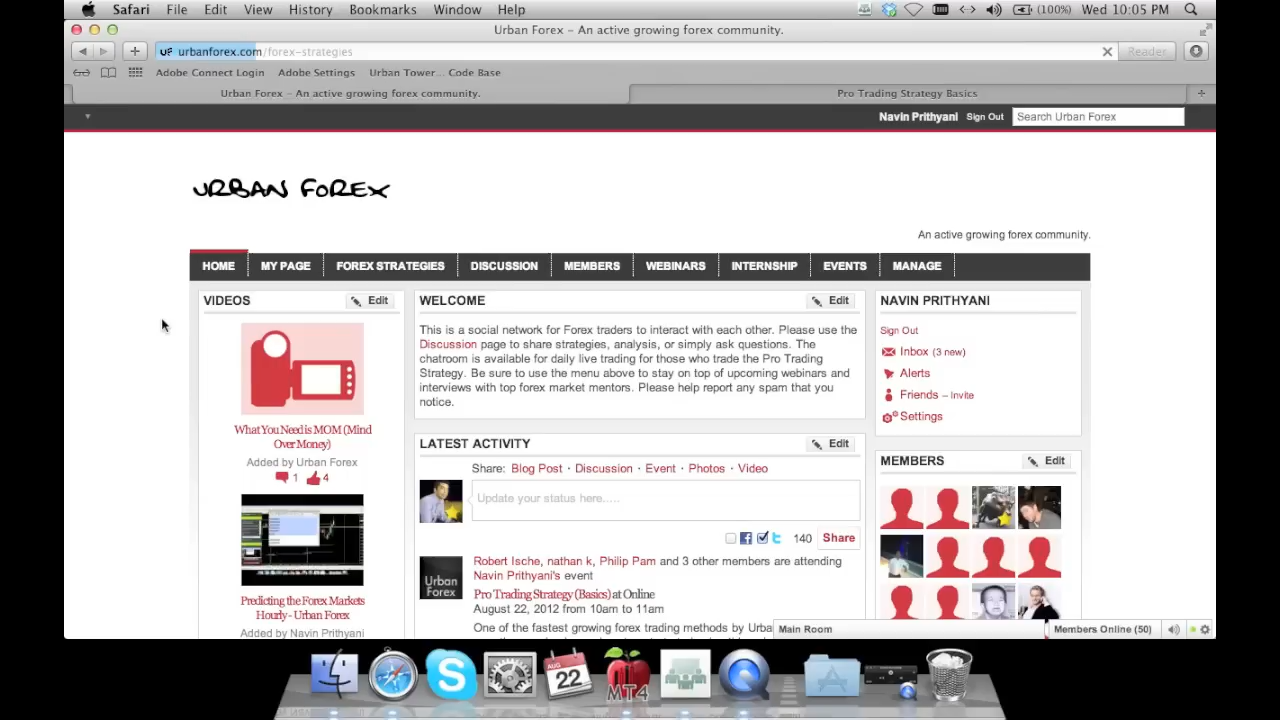 Safari File Edit View History Bookmarks Window Help (100%) Wed 10:05 PM
Urban Forex – An active growing forex community.
urbanforex.com/forex-strategies Reader
Adobe Connect Login Adobe Settings Urban Tower... Code Base
Urban Forex – An active growing forex community. Pro Trading Strategy Basics
Navin Prithyani Sign Out Search Urban Forex
URBAN FOREX
An active growing forex community.
HOME MY PAGE FOREX STRATEGIES DISCUSSION MEMBERS WEBINARS INTERNSHIP EVENTS MANAGE
VIDEOS Edit
What You Need is MOM (Mind
Over Money)
Added by Urban Forex
1 4
Predicting the Forex Markets
Hourly - Urban Forex
Added by Navin Prithyani
WELCOME Edit
This is a social network for Forex traders to interact with each other. Please use the
Discussion page to share strategies, analysis, or simply ask questions. The
chatroom is available for daily live trading for those who trade the Pro Trading
Strategy. Be sure to use the menu above to stay on top of upcoming webinars and
interviews with top forex market mentors. Please help report any spam that you
notice.
LATEST ACTIVITY Edit
Share: Blog Post · Discussion · Event · Photos · Video
Update your status here.....
140 Share
Urban
Forex
Robert Ische, nathan k, Philip Pam and 3 other members are attending
Navin Prithyani's event
Pro Trading Strategy (Basics) at Online
August 22, 2012 from 10am to 11am
One of the fastest growing forex trading methods by Urba
NAVIN PRITHYANI
Sign Out
Inbox (3 new)
Alerts
Friends – Invite
Settings
MEMBERS Edit
Main Room Members Online (50)
AUG
22
MT4